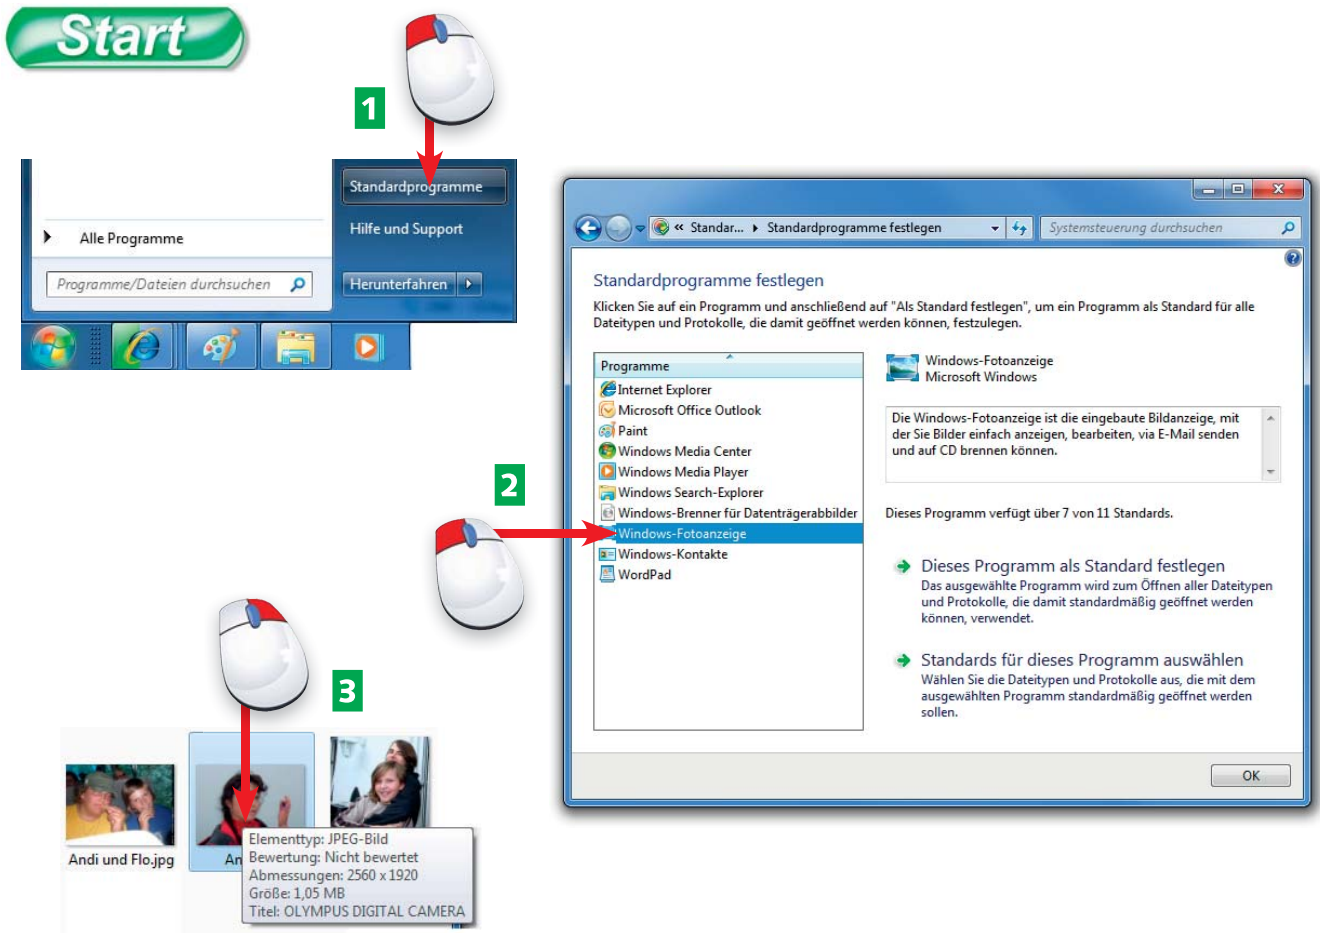 Start
1
Standardprogramme
Hilfe und Support
Alle Programme
Programme/Dateien durchsuchen
Herunterfahren
« Standar... ▸ Standardprogramme festlegen
Systemsteuerung durchsuchen
Standardprogramme festlegen
Klicken Sie auf ein Programm und anschließend auf "Als Standard festlegen", um ein Programm als Standard für alle
Dateitypen und Protokolle, die damit geöffnet werden können, festzulegen.
Programme
Internet Explorer
Microsoft Office Outlook
Paint
Windows Media Center
Windows Media Player
Windows Search-Explorer
Windows-Brenner für Datenträgerabbilder
Windows-Fotoanzeige
Windows-Kontakte
WordPad
Windows-Fotoanzeige
Microsoft Windows
Die Windows-Fotoanzeige ist die eingebaute Bildanzeige, mit
der Sie Bilder einfach anzeigen, bearbeiten, via E-Mail senden
und auf CD brennen können.
Dieses Programm verfügt über 7 von 11 Standards.
Dieses Programm als Standard festlegen
Das ausgewählte Programm wird zum Öffnen aller Dateitypen
und Protokolle, die damit standardmäßig geöffnet werden
können, verwendet.
Standards für dieses Programm auswählen
Wählen Sie die Dateitypen und Protokolle aus, die mit dem
ausgewählten Programm standardmäßig geöffnet werden
sollen.
OK
2
3
Andi und Flo.jpg
Elementtyp: JPEG-Bild
Bewertung: Nicht bewertet
Abmessungen: 2560 x 1920
Größe: 1,05 MB
Titel: OLYMPUS DIGITAL CAMERA